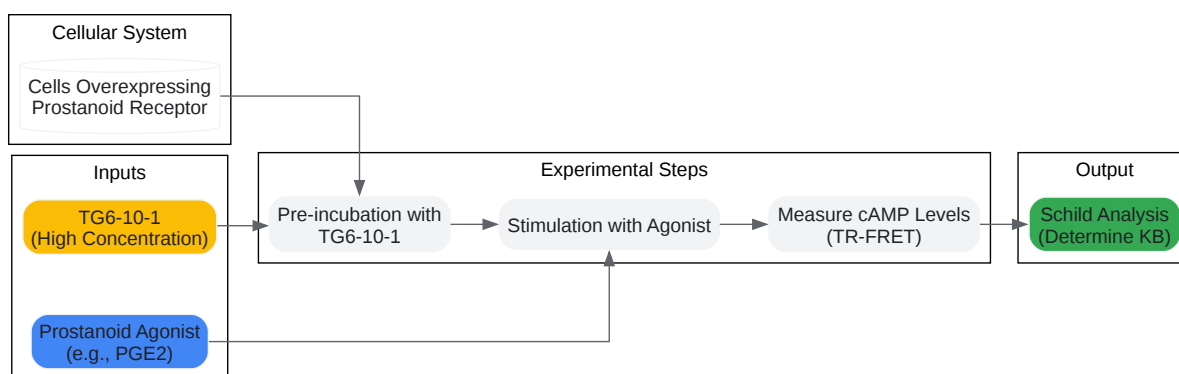 Cellular System
Cells Overexpressing
Prostanoid Receptor
Inputs
TG6-10-1
(High Concentration)
Prostanoid Agonist
(e.g., PGE2)
Experimental Steps
Pre-incubation with
TG6-10-1
Stimulation with Agonist
Measure cAMP Levels
(TR-FRET)
Output
Schild Analysis
(Determine KB)